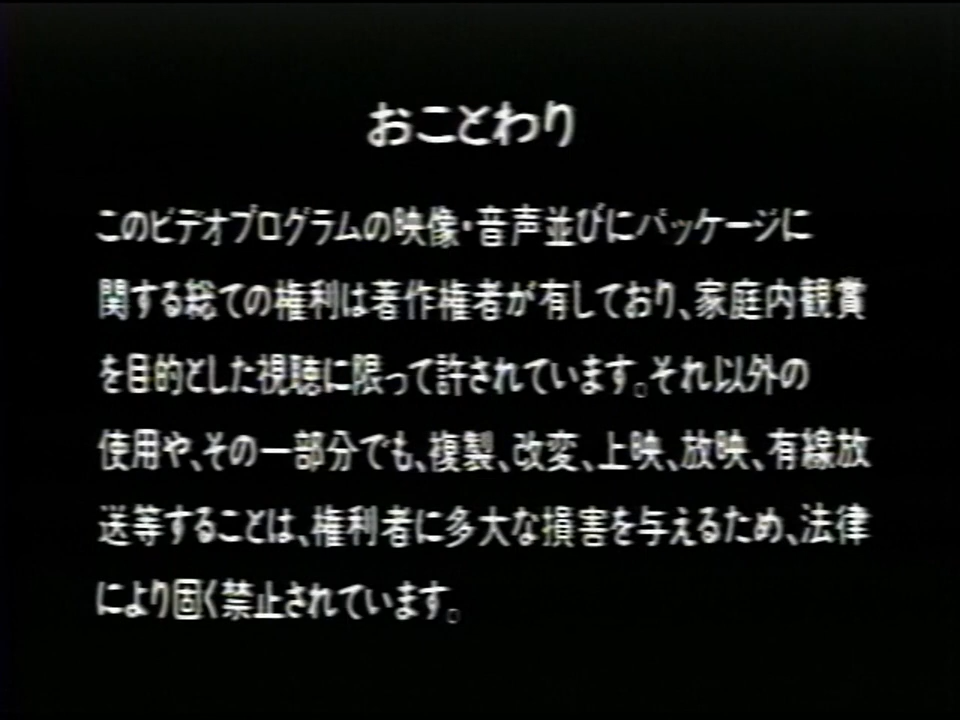 おことわり
このビデオプログラムの映像・音声並びにパッケージに
関する総ての権利は著作権者が有しており、家庭内観賞
を目的とした視聴に限って許されています。それ以外の
使用や、その一部分でも、複製、改変、上映、放映、有線放
送等することは、権利者に多大な損害を与えるため、法律
により固く禁止されています。